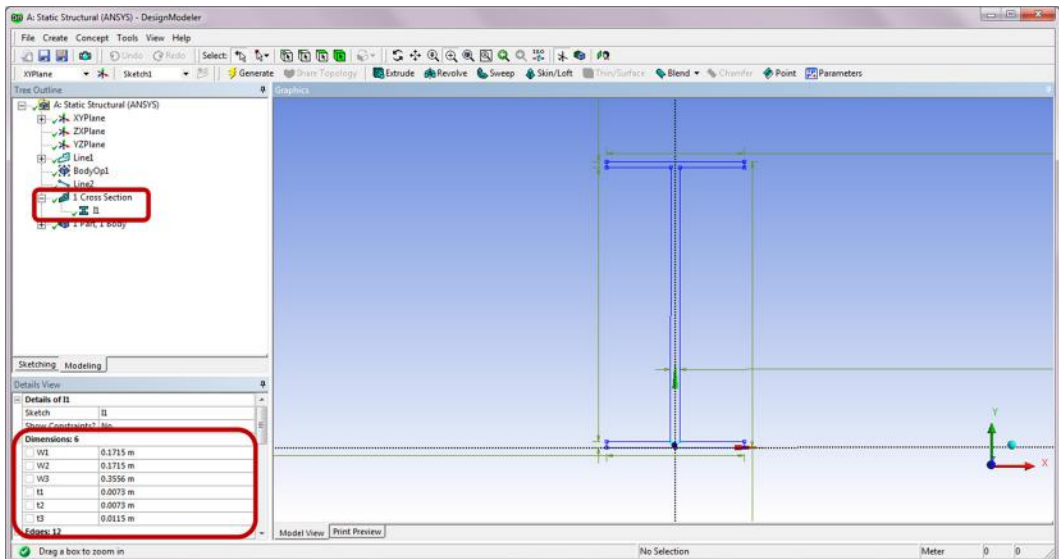 A: Static Structural (ANSYS) - DesignModeler
File Create Concept Tools View Help
Undo Redo Select:
XYPlane Sketch1 Generate Share Topology Extrude Revolve Sweep Skin/Loft Thin/Surface Blend Chamfer Point Parameters
Tree Outline
Graphics
A: Static Structural (ANSYS)
XYPlane
ZXPlane
YZPlane
Line1
BodyOp1
Line2
1 Cross Section
I1
1 Part, 1 Body
Sketching Modeling
Details View
Details of I1
Sketch I1
Show Constraints? No
Dimensions: 6
W1 0.1715 m
W2 0.1715 m
W3 0.3556 m
t1 0.0073 m
t2 0.0073 m
t3 0.0115 m
Edges: 12
Y
X
Model View Print Preview
Drag a box to zoom in No Selection Meter 0 0